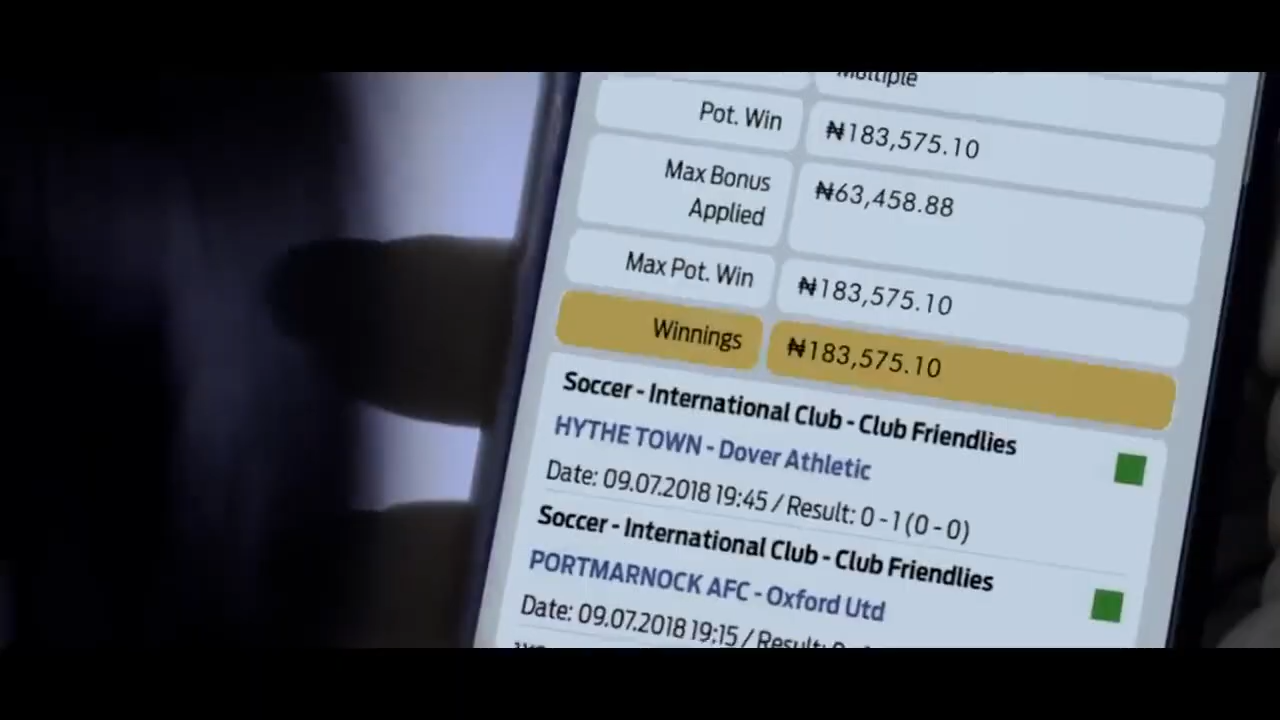 Multiple
Pot. Win ₦183,575.10
Max Bonus Applied ₦63,458.88
Max Pot. Win ₦183,575.10
Winnings ₦183,575.10
Soccer - International Club - Club Friendlies
HYTHE TOWN - Dover Athletic
Date: 09.07.2018 19:45 / Result: 0 - 1 (0 - 0)
Soccer - International Club - Club Friendlies
PORTMARNOCK AFC - Oxford Utd
Date: 09.07.2018 19:15 / Result: